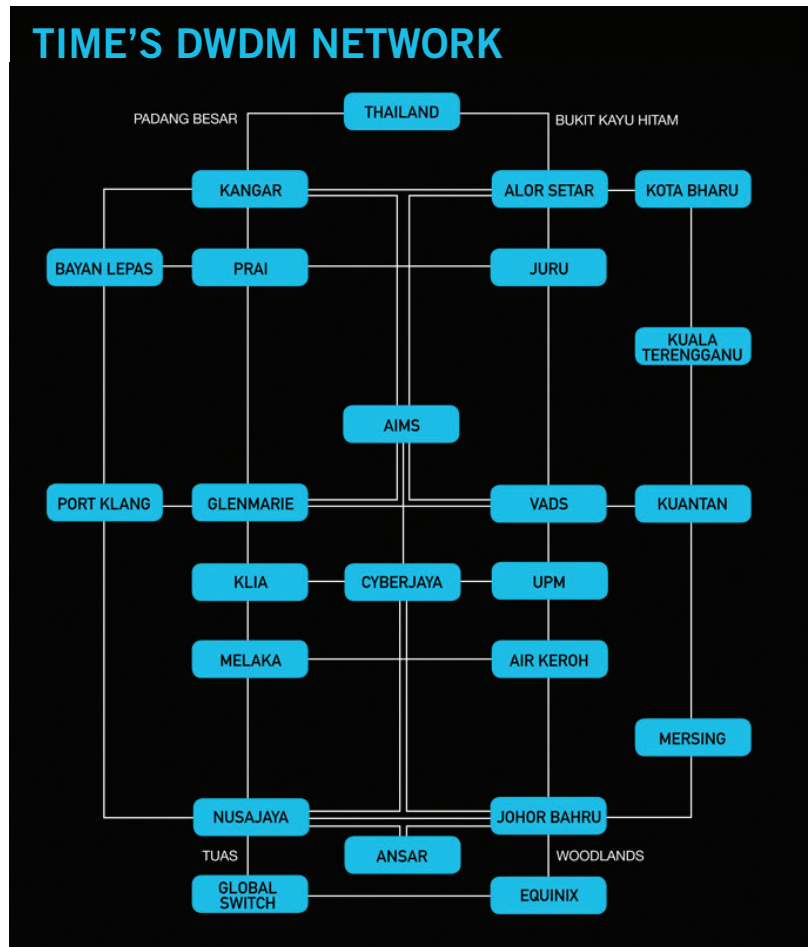 TIME’S DWDM NETWORK
THAILAND
PADANG BESAR
BUKIT KAYU HITAM
KANGAR
ALOR SETAR
KOTA BHARU
BAYAN LEPAS
PRAI
JURU
KUALA
TERENGGANU
AIMS
PORT KLANG
GLENMARIE
VADS
KUANTAN
KLIA
CYBERJAYA
UPM
MELAKA
AIR KEROH
MERSING
NUSAJAYA
JOHOR BAHRU
TUAS
ANSAR
WOODLANDS
GLOBAL
SWITCH
EQUINIX